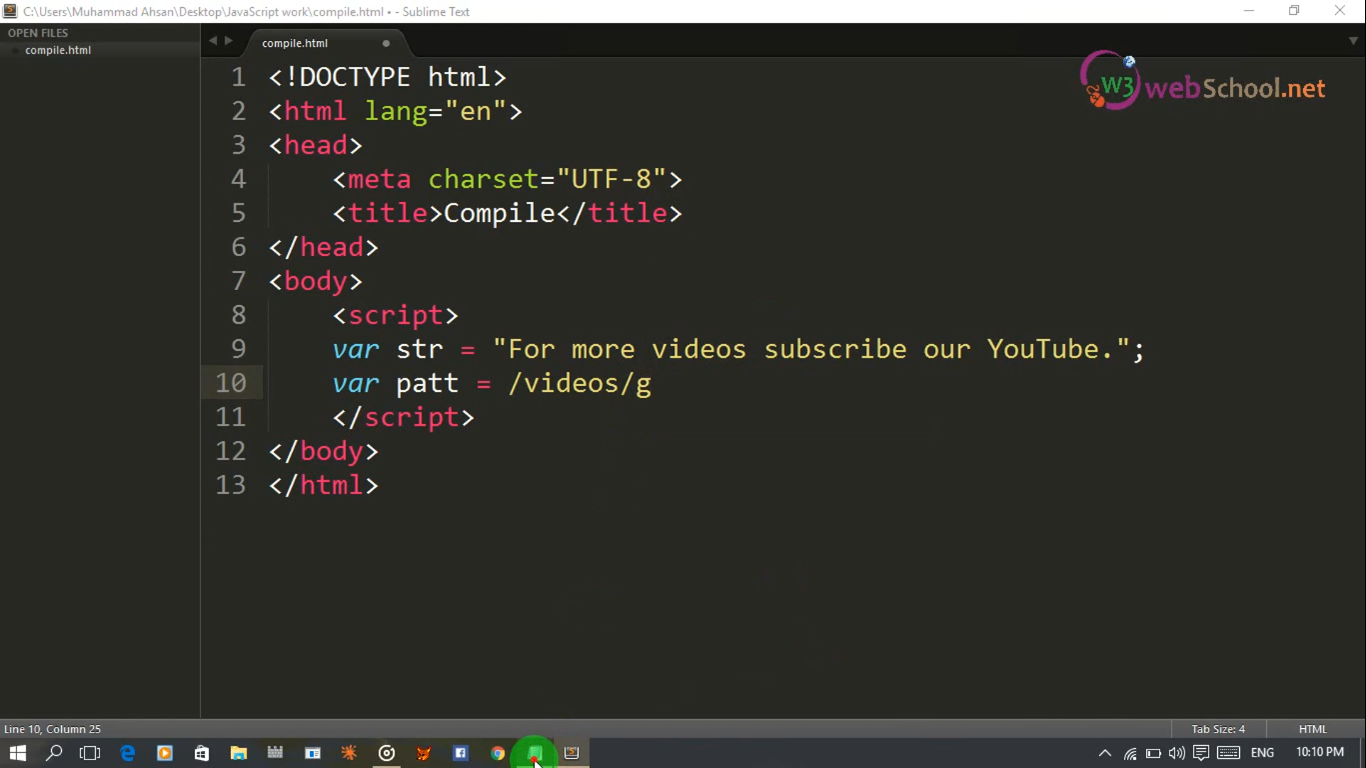 C:\Users\Muhammad Ahsan\Desktop\JavaScript work\compile.html • - Sublime Text
OPEN FILES
compile.html
compile.html
W3 webSchool.net
1 <!DOCTYPE html>
2 <html lang="en">
3 <head>
4 <meta charset="UTF-8">
5 <title>Compile</title>
6 </head>
7 <body>
8 <script>
9 var str = "For more videos subscribe our YouTube.";
10 var patt = /videos/g
11 </script>
12 </body>
13 </html>
Line 10, Column 25
Tab Size: 4
HTML
ENG
10:10 PM